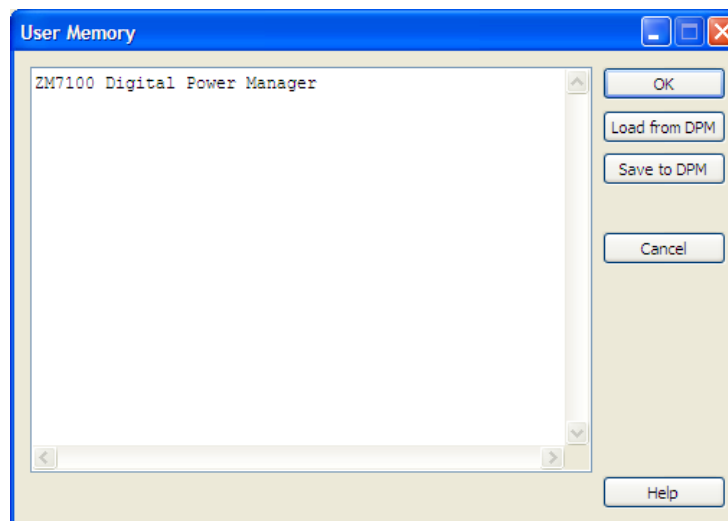 User Memory
ZM7100 Digital Power Manager
OK
Load from DPM
Save to DPM
Cancel
Help